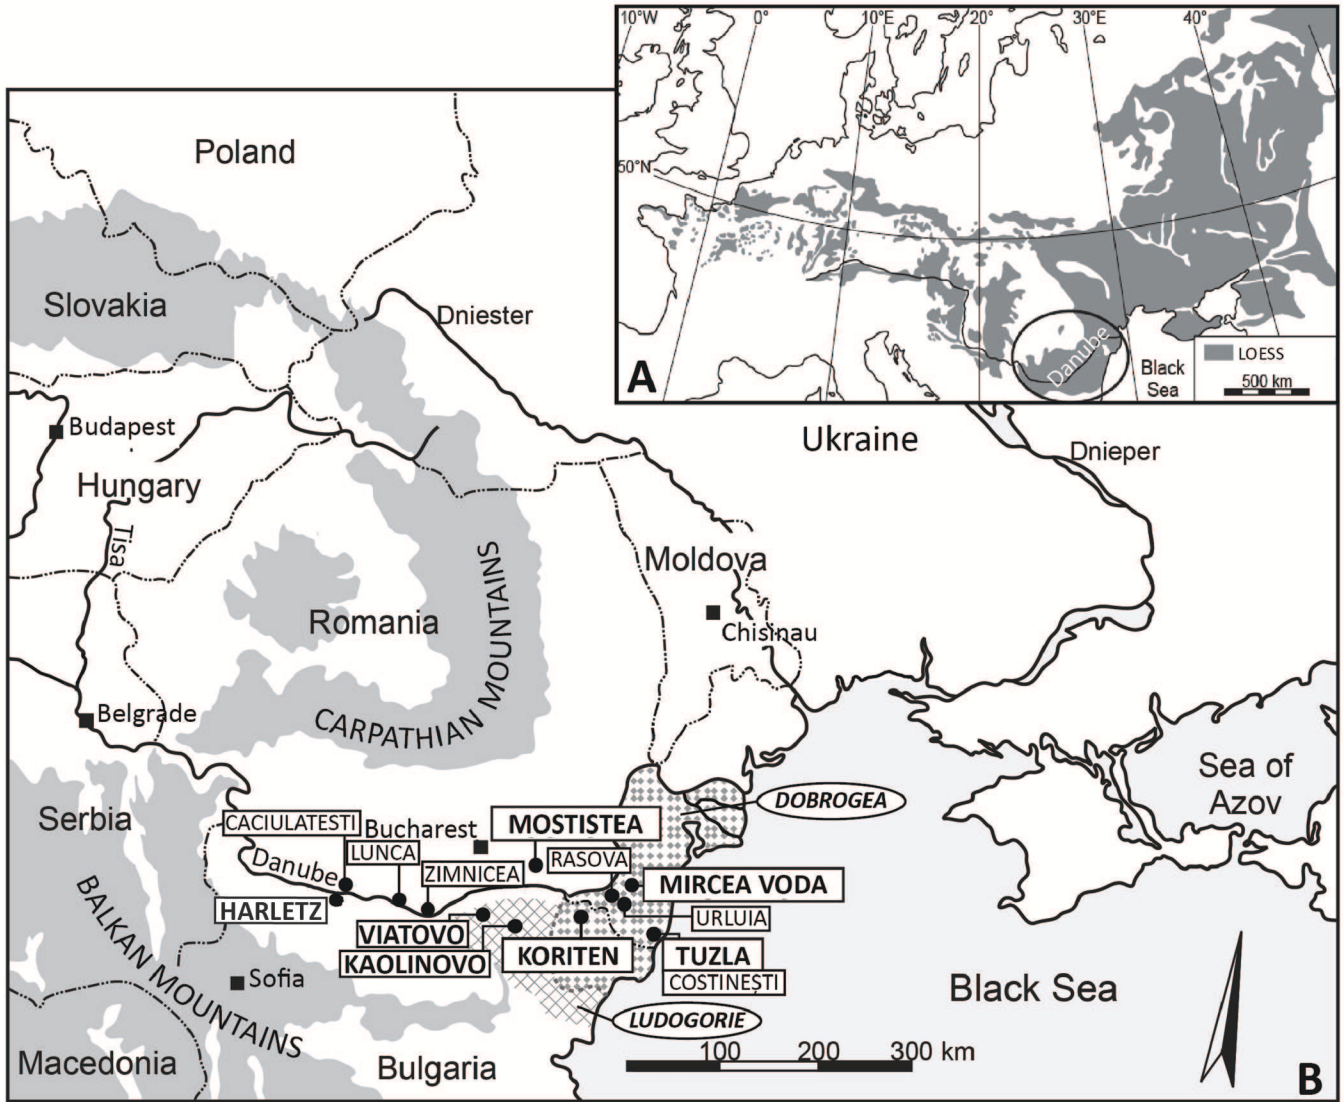 10°W 0° 10°E 20° 30°E 40°
50°N
Danube
Black
Sea
LOESS
500 km
A
Poland
Slovakia
Dniester
Budapest
Hungary
Tisa
Ukraine
Dnieper
Moldova
Chisinau
Romania
CARPATHIAN MOUNTAINS
Belgrade
Serbia
Sea of
Azov
DOBROGEA
CACIULATESTI
Bucharest
MOSTISTEA
LUNCA
RASOVA
Danube
ZIMNICEA
MIRCEA VODA
HARLETZ
URLUIA
VIATOVO
KAOLINOVO
KORITEN
TUZLA
COSTINEȘTI
BALKAN MOUNTAINS
Sofia
Black Sea
LUDOGORIE
Macedonia
Bulgaria
100 200 300 km
B